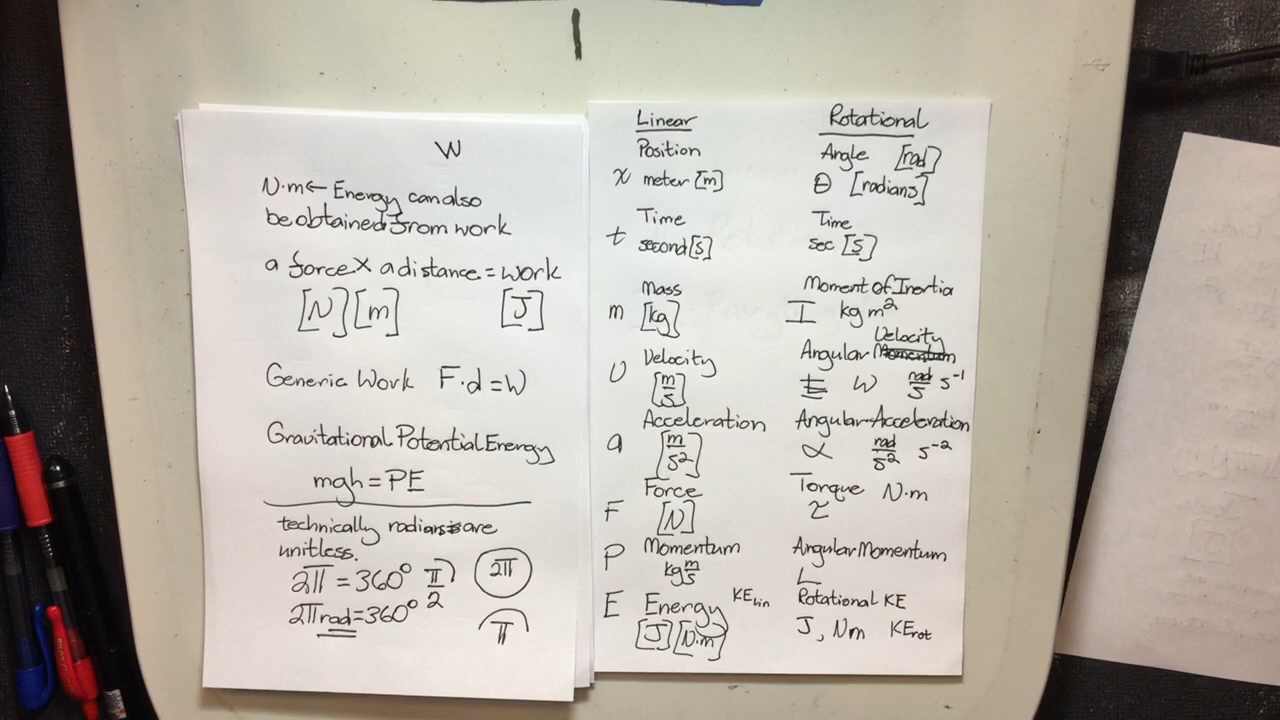 W
N·m ← Energy can also
be obtained from work
a force × a distance = work
[N][m] [J]
Generic Work F·d = W
Gravitational Potential Energy
mgh = PE
technically radians are
unitless.
2π = 360° π/2 2π
2π rad = 360° π
Linear Rotational
Position Angle [rad]
x meter [m] θ [radians]
Time Time
t second [s] sec [s]
Mass Moment of Inertia
m [kg] I kg m²
Velocity Angular Velocity
v [m/s] ω rad/s s⁻¹
Acceleration Angular Acceleration
a [m/s²] α rad/s² s⁻²
Force Torque N·m
F [N] τ
P Momentum Angular Momentum
kg m/s L
E Energy KElin Rotational KE
[J][N·m] J, Nm KErot